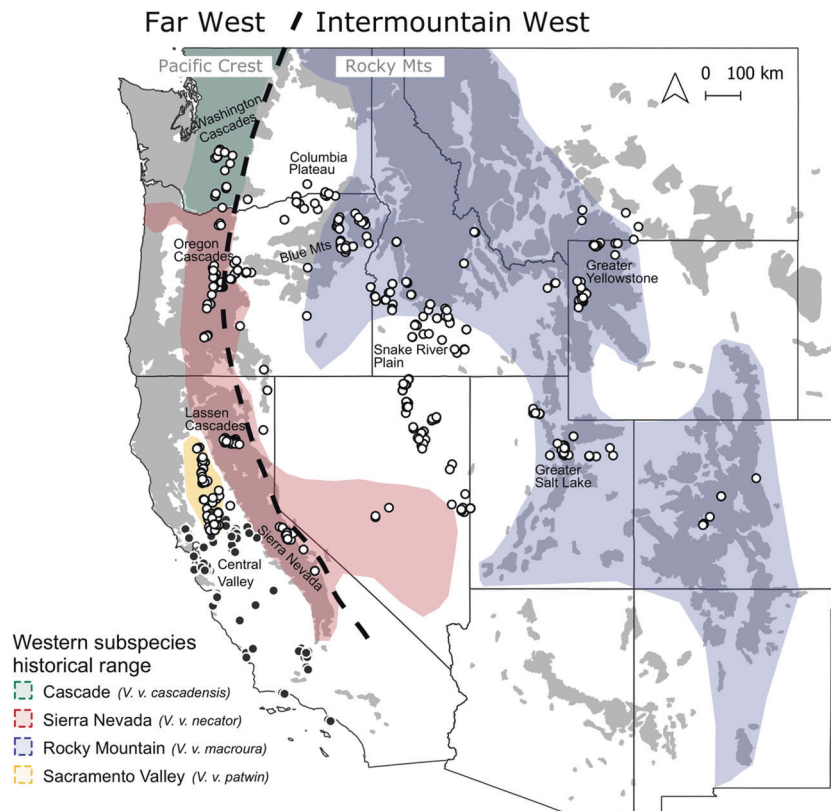 Far West / Intermountain West
Pacific Crest
Rocky Mts
0 100 km
Washington
Cascades
Columbia
Plateau
Oregon
Cascades
Blue Mts
Greater
Yellowstone
Snake River
Plain
Lassen
Cascades
Greater
Salt Lake
Central
Valley
Sierra Nevada
Western subspecies
historical range
Cascade (V. v. cascadensis)
Sierra Nevada (V. v. necator)
Rocky Mountain (V. v. macroura)
Sacramento Valley (V. v. patwin)